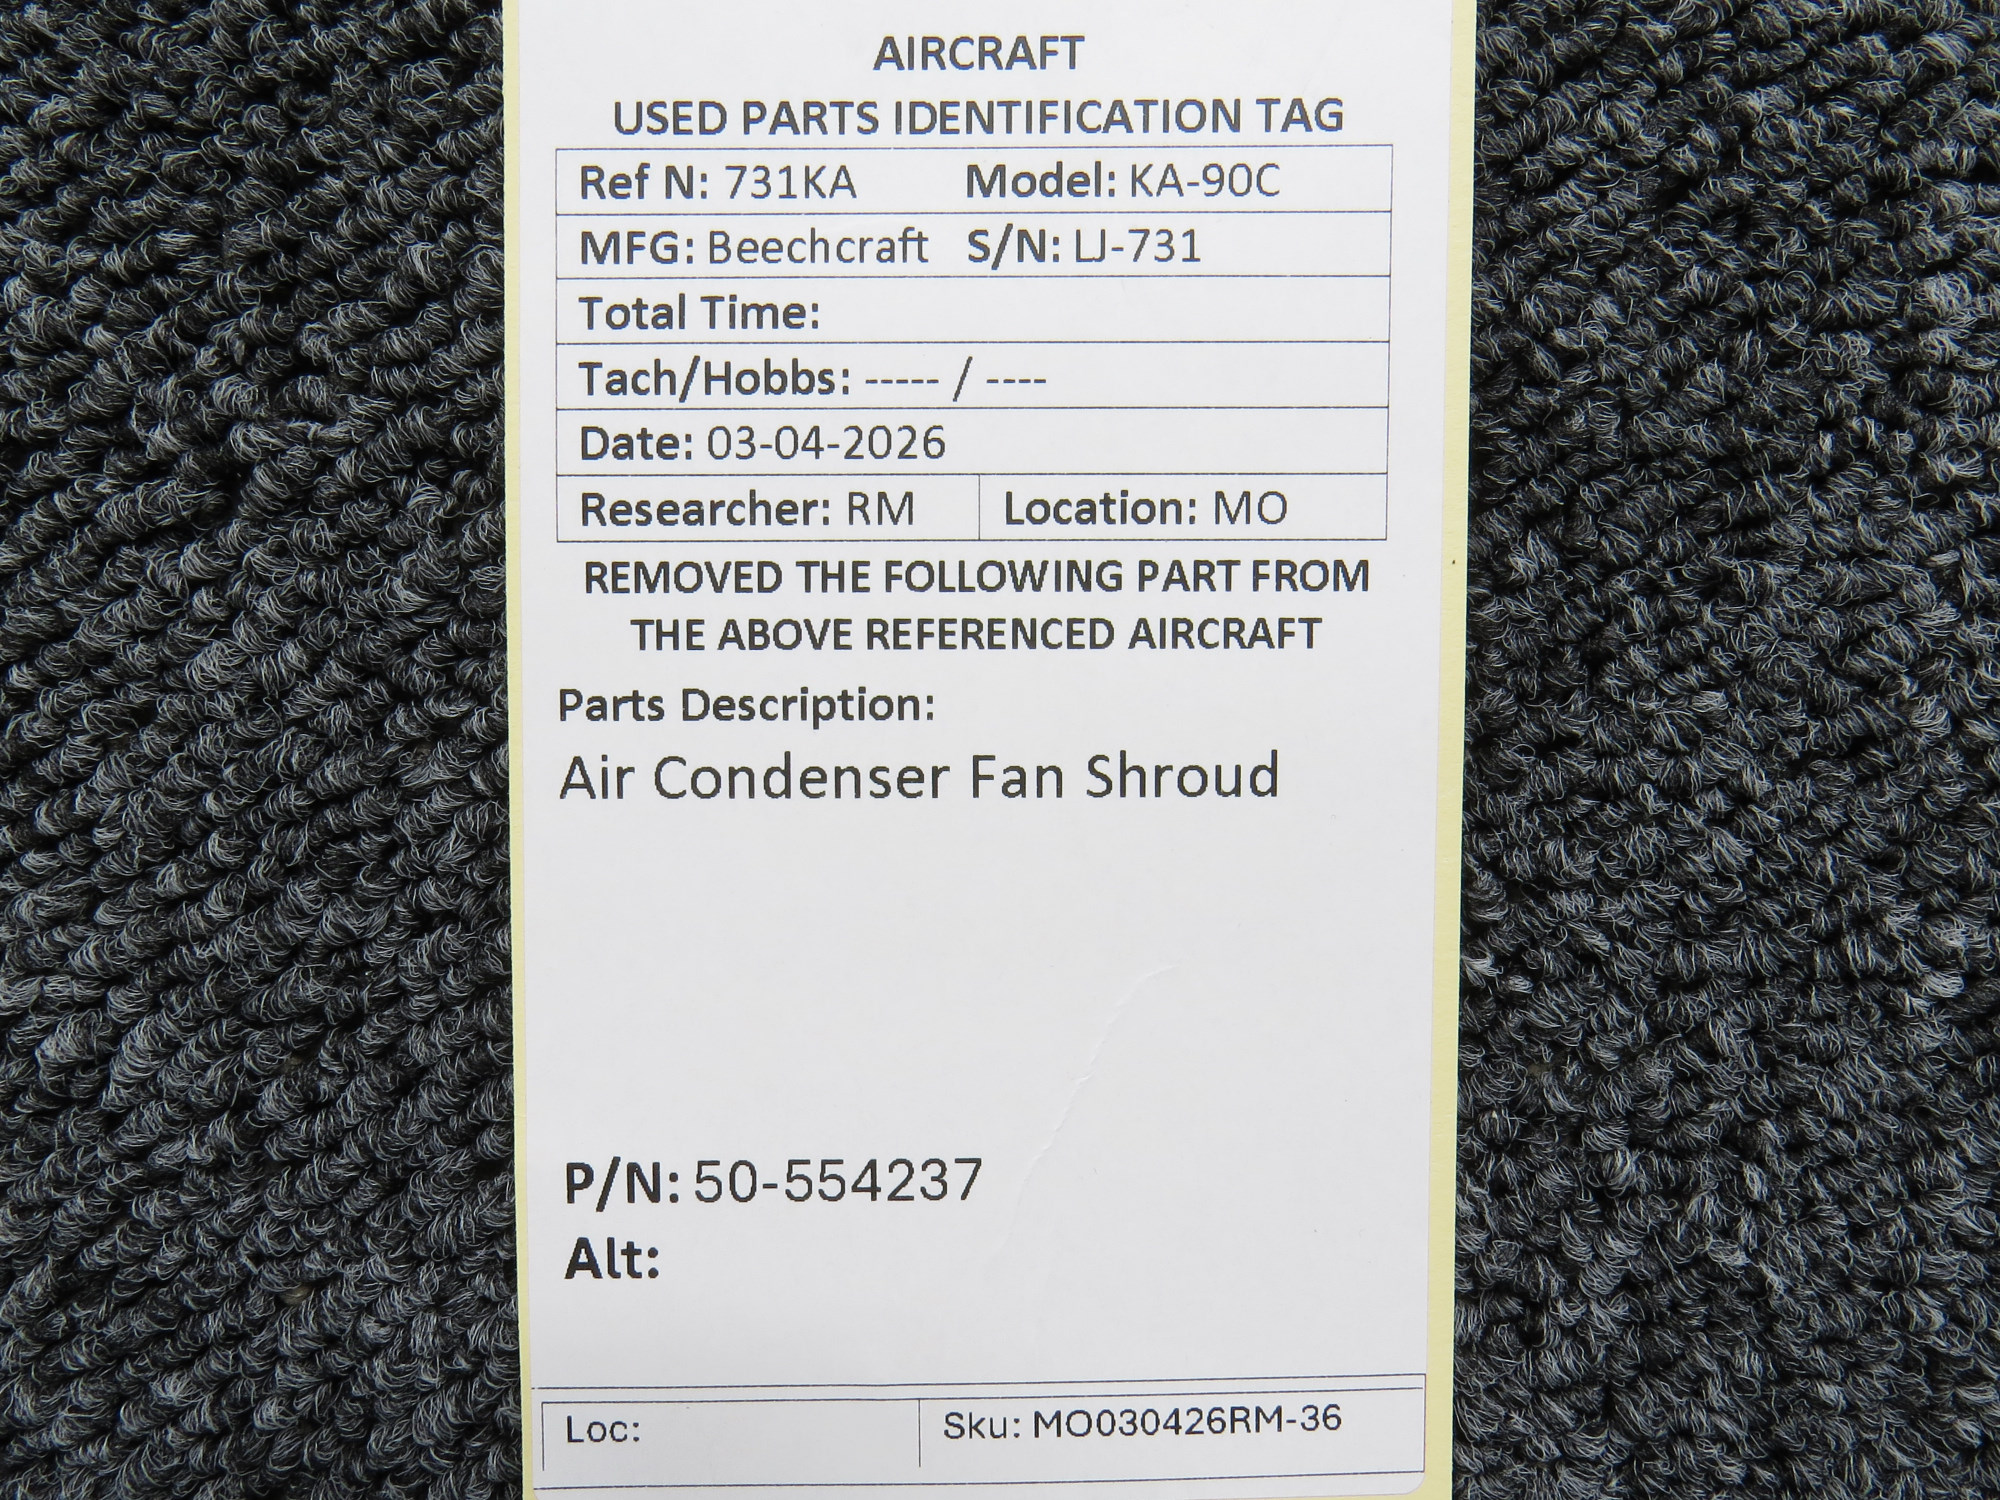 AIRCRAFT
USED PARTS IDENTIFICATION TAG
Ref N: 731KA Model: KA-90C
MFG: Beechcraft S/N: LJ-731
Total Time:
Tach/Hobbs: ----- / ----
Date: 03-04-2026
Researcher: RM Location: MO
REMOVED THE FOLLOWING PART FROM
THE ABOVE REFERENCED AIRCRAFT
Parts Description:
Air Condenser Fan Shroud
P/N: 50-554237
Alt:
Loc: Sku: MO030426RM-36